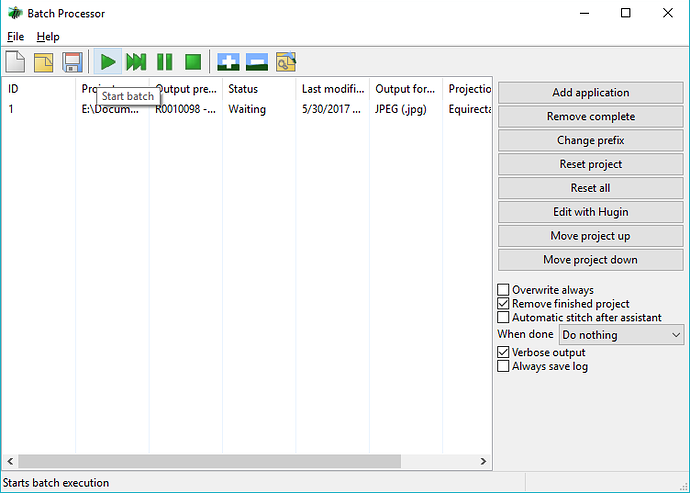 Batch Processor
File Help
ID Project Output pre... Status Last modifi... Output for... Projection
Start batch
1 E:\Docum... R0010098 -... Waiting 5/30/2017 ... JPEG (.jpg) Equirecta
Add application
Remove complete
Change prefix
Reset project
Reset all
Edit with Hugin
Move project up
Move project down
Overwrite always
Remove finished project
Automatic stitch after assistant
When done Do nothing
Verbose output
Always save log
Starts batch execution